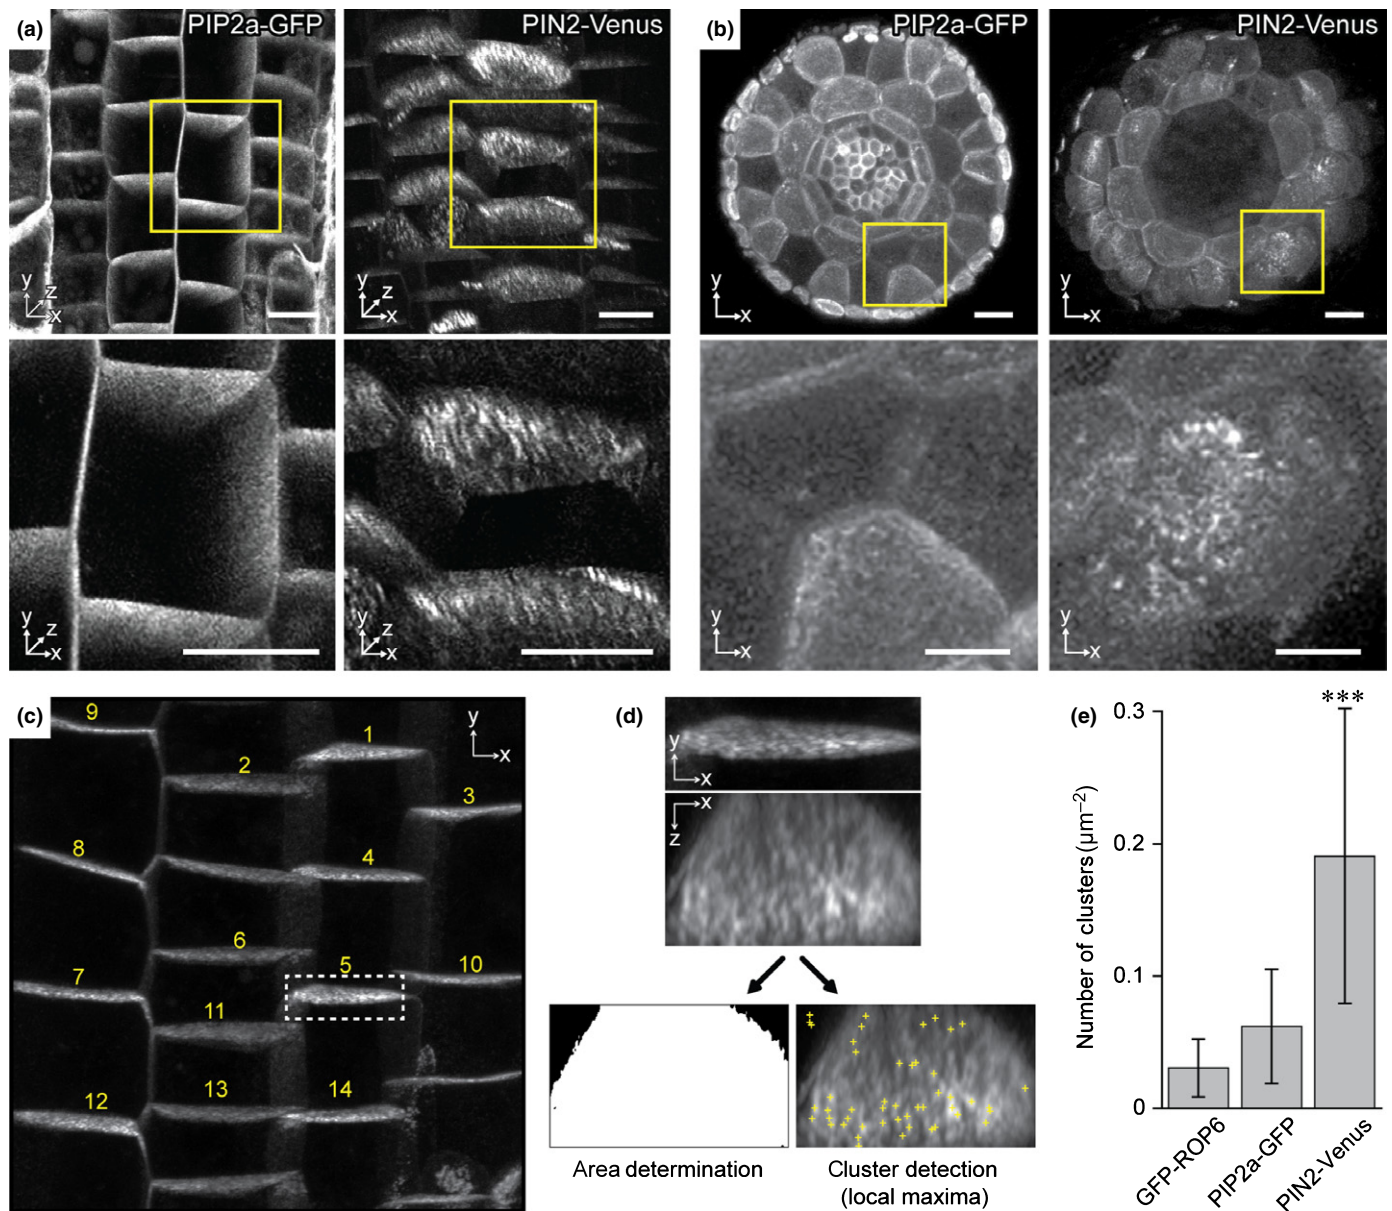 (a)
PIP2a-GFP
PIN2-Venus
y
z
x
y
z
x
y
z
x
y
z
x
(b)
PIP2a-GFP
PIN2-Venus
y
x
y
x
y
x
y
x
(c)
y
x
9
1
2
3
8
4
6
5
7
10
11
13
14
12
(d)
y
x
x
z
Area determination
Cluster detection
(local maxima)
(e)
***
Number of clusters (μm−2)
0.3
0.2
0.1
0
GFP-ROP6
PIP2a-GFP
PIN2-Venus